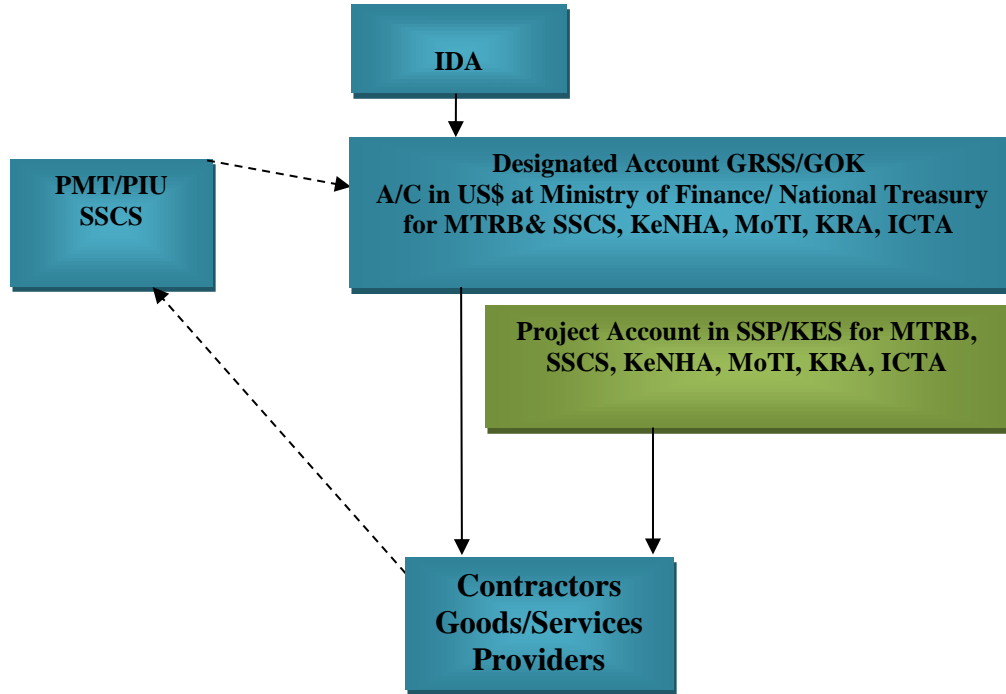 IDA
Designated Account GRSS/GOK
A/C in US$ at Ministry of Finance/ National Treasury
for MTRB& SSCS, KeNHA, MoTI, KRA, ICTA
PMT/PIU
SSCS
Project Account in SSP/KES for MTRB,
SSCS, KeNHA, MoTI, KRA, ICTA
Contractors
Goods/Services
Providers